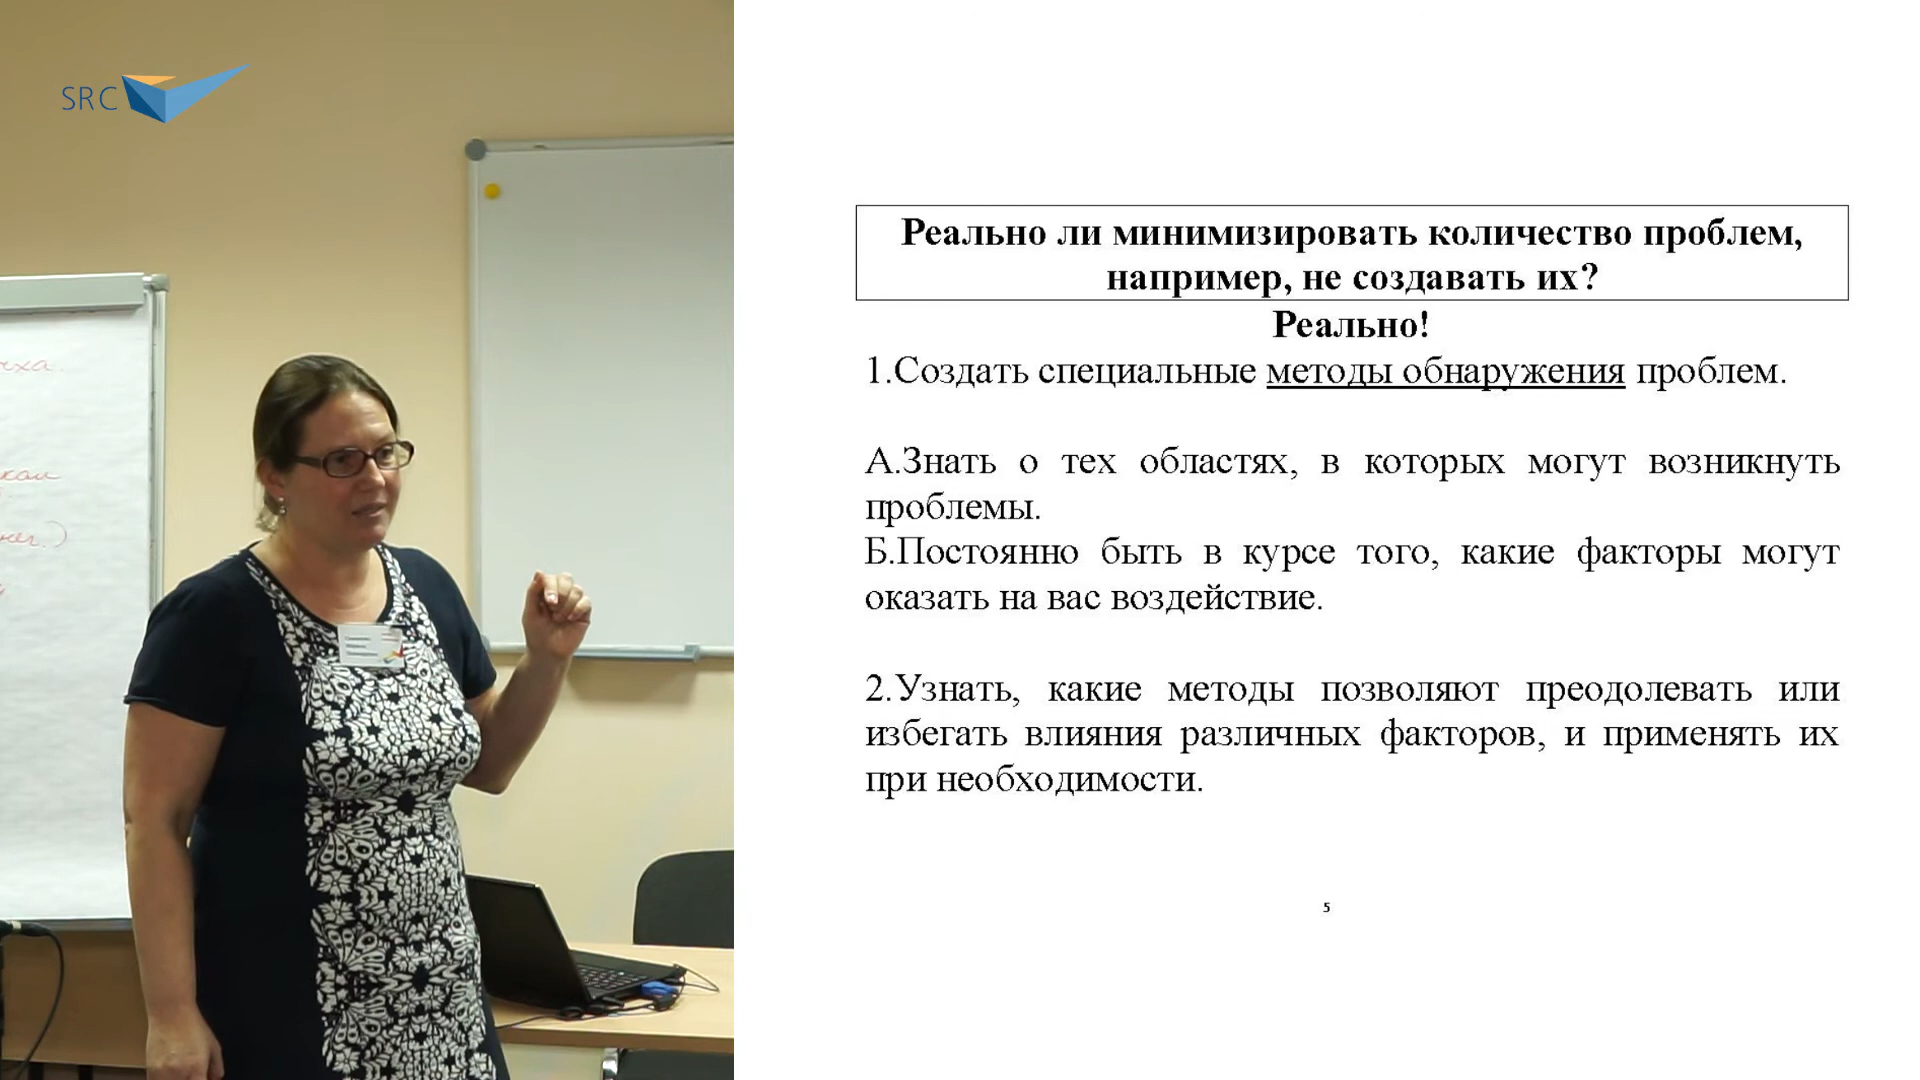 SRC
Реально ли минимизировать количество проблем,
например, не создавать их?
Реально!
1.Создать специальные методы обнаружения проблем.
А.Знать о тех областях, в которых могут возникнуть
проблемы.
Б.Постоянно быть в курсе того, какие факторы могут
оказать на вас воздействие.
2.Узнать, какие методы позволяют преодолевать или
избегать влияния различных факторов, и применять их
при необходимости.
5